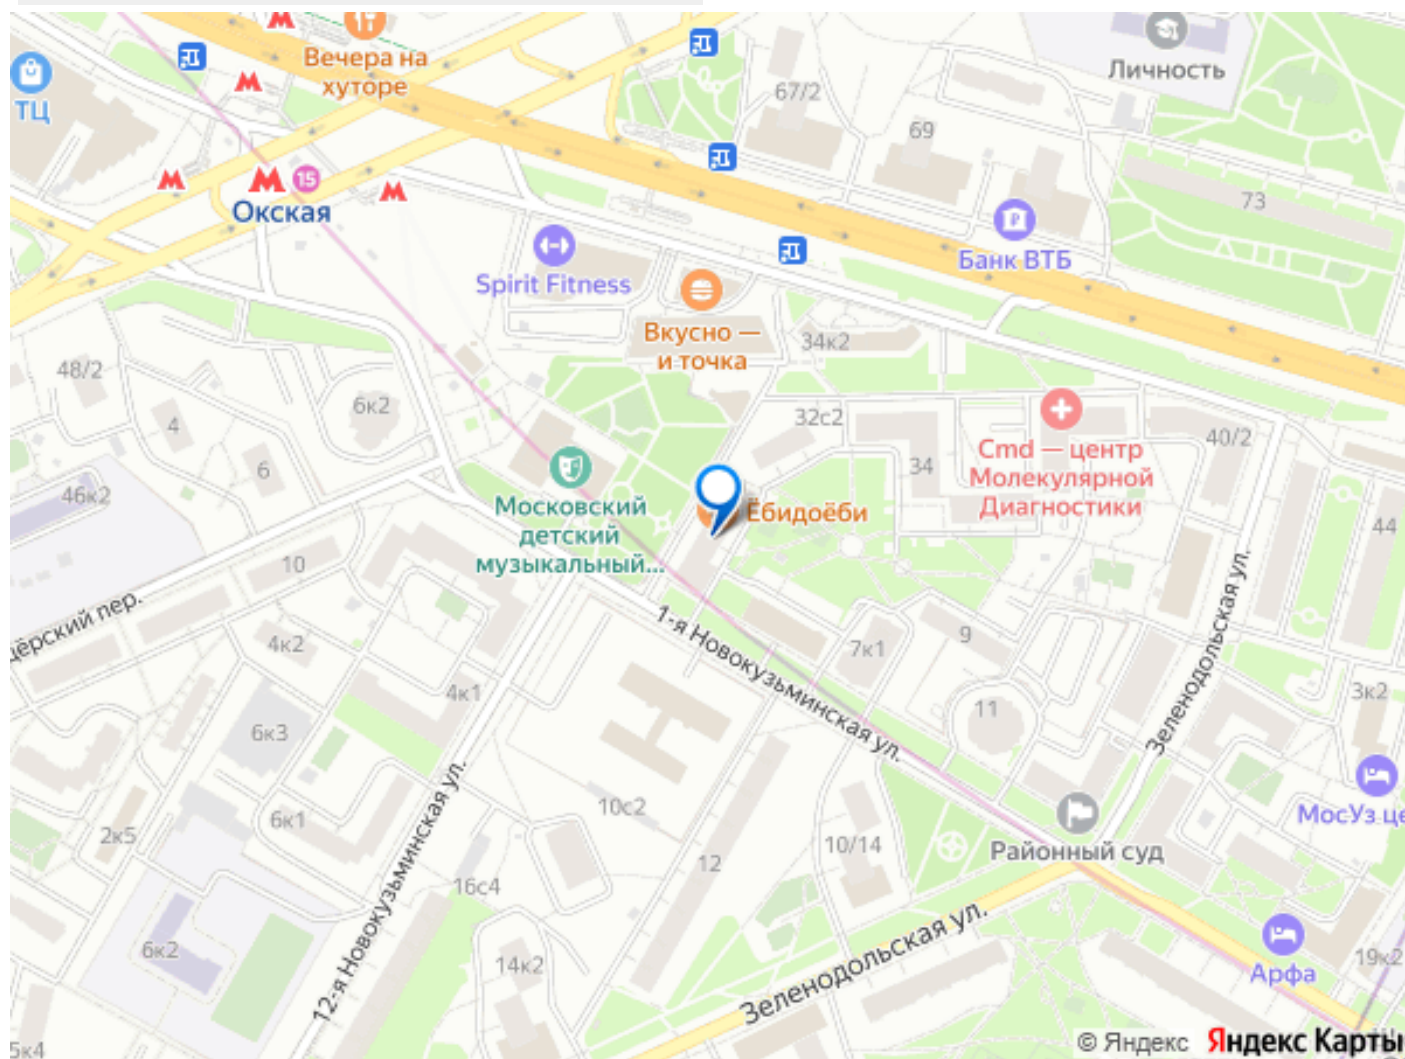 Вечера на
хуторе
ТЦ
Личность
67/2
69
73
15
Окская
Банк ВТБ
Spirit Fitness
Вкусно —
и точка
34к2
48/2
6к2
4
32с2
40/2
6
34
Cmd — центр
Молекулярной
Диагностики
46к2
Московский
детский
музыкальный...
Ёбидоёби
44
10
цёрский пер.
1-я Новокузьминская ул.
4к2
7к1
9
Зеленодольская ул.
4к1
3к2
11
6к3
10с2
6к1
МосУз це
2к5
12-я Новокузьминская ул.
12
10/14
Районный суд
16с4
6к2
14к2
Зеленодольская ул.
Арфа
19к2
5к4
© Яндекс Яндекс Карты